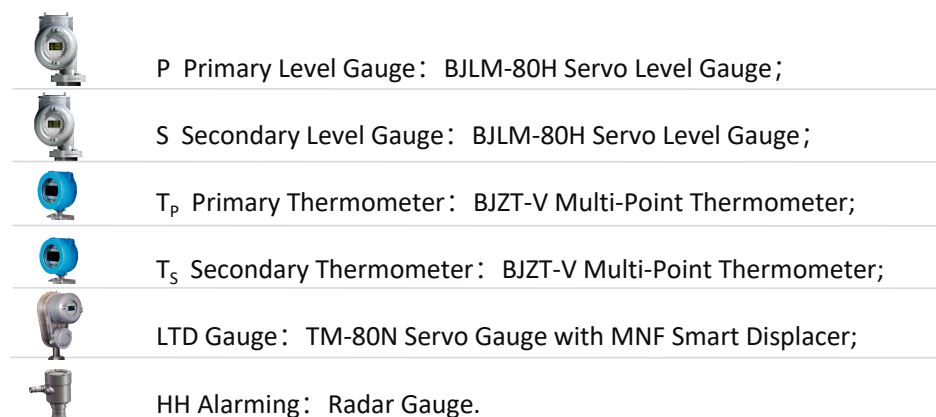 P Primary Level Gauge：BJLM-80H Servo Level Gauge；
S Secondary Level Gauge：BJLM-80H Servo Level Gauge；
Tₚ Primary Thermometer：BJZT-V Multi-Point Thermometer;
Tₛ Secondary Thermometer：BJZT-V Multi-Point Thermometer;
LTD Gauge：TM-80N Servo Gauge with MNF Smart Displacer;
HH Alarming：Radar Gauge.